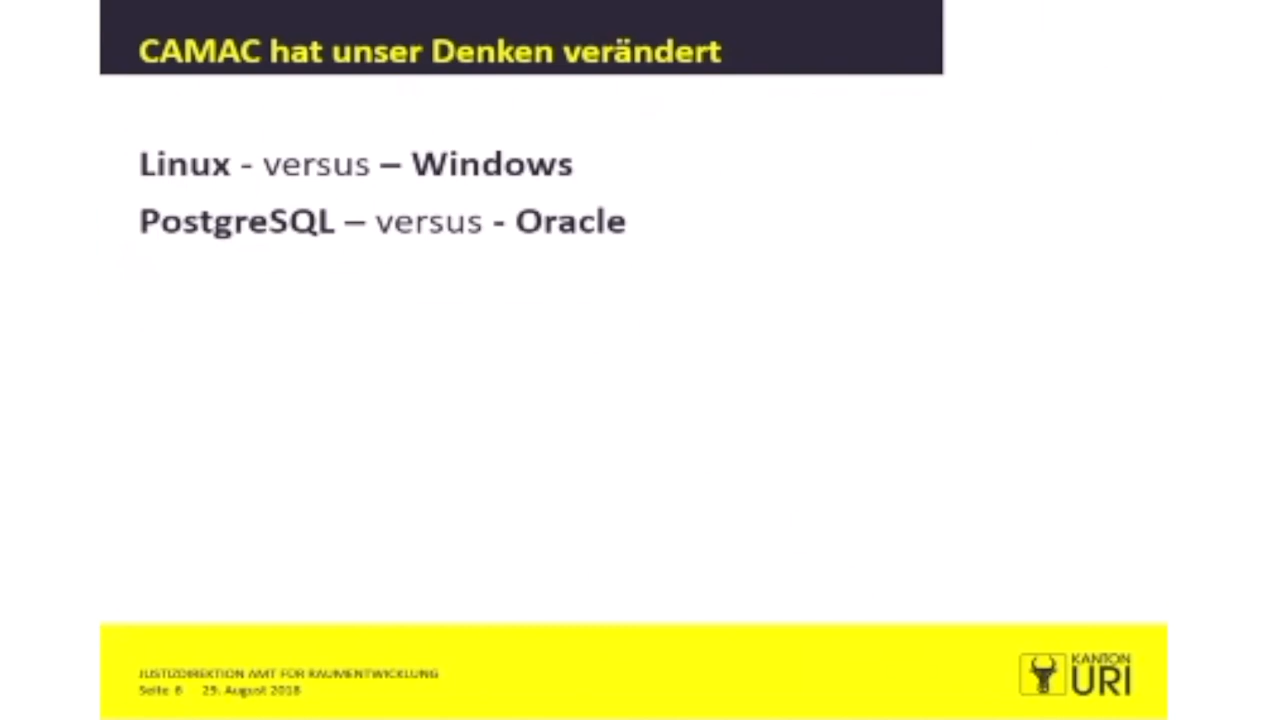 CAMAC hat unser Denken verändert
Linux - versus – Windows
PostgreSQL – versus - Oracle
JUSTIZDIREKTION AMT FÜR RAUMENTWICKLUNG
Seite 6 29. August 2018
KANTON
URI